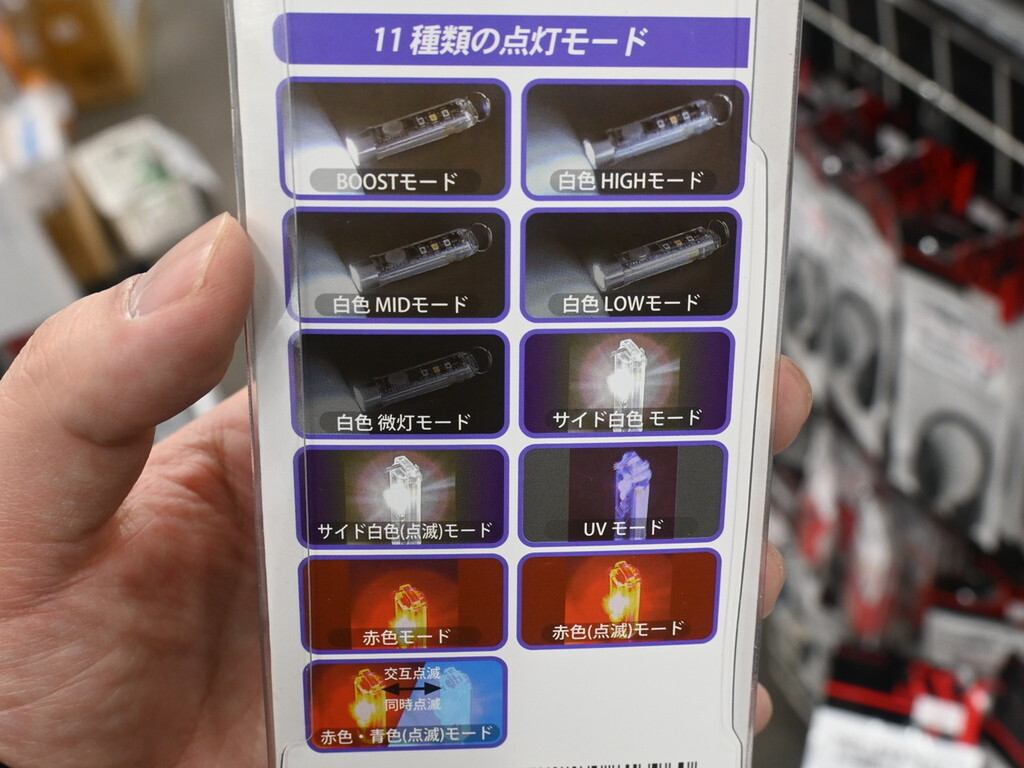 11種類の点灯モード
BOOSTモード
白色 HIGHモード
白色 MIDモード
白色 LOWモード
白色 微灯モード
サイド白色 モード
サイド白色(点滅)モード
UV モード
赤色モード
赤色(点滅)モード
交互点滅
同時点滅
赤色・青色(点滅)モード